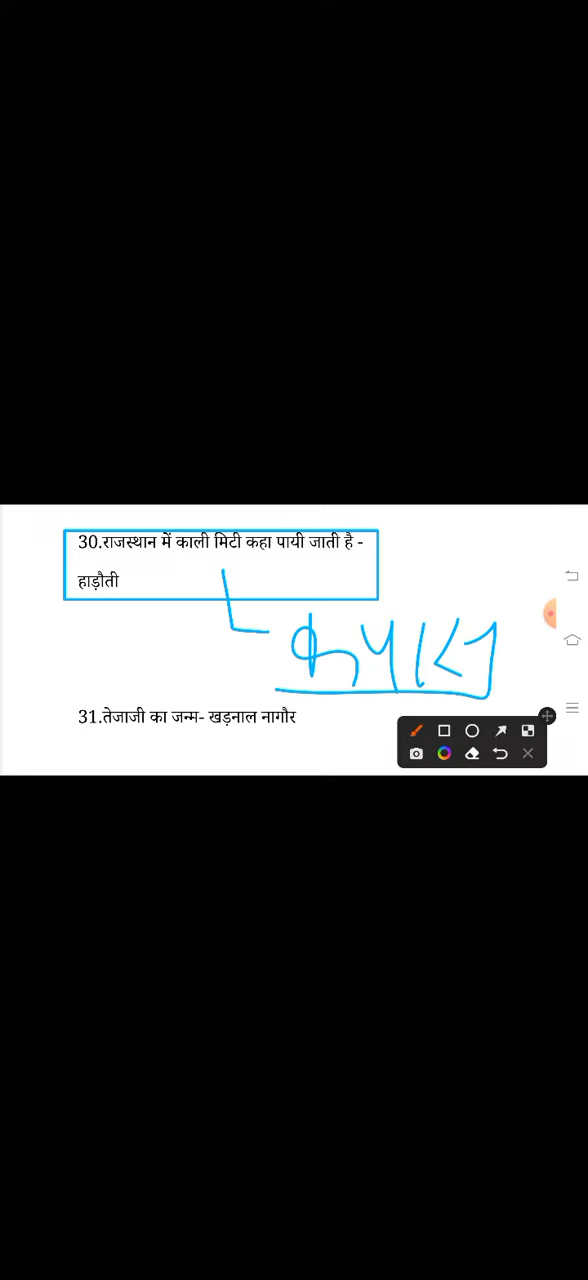 30.राजस्थान में काली मिटी कहा पायी जाती है -
हाड़ौती
कपास
31.तेजाजी का जन्म- खड़नाल नागौर